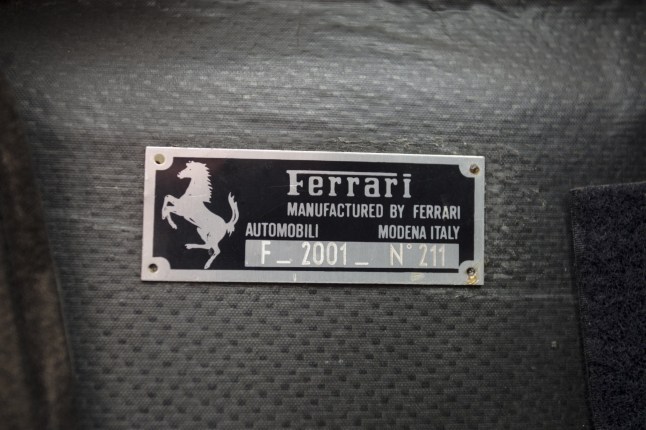 Ferrari
MANUFACTURED BY FERRARI
AUTOMOBILI MODENA ITALY
F_ 2001_ N° 211